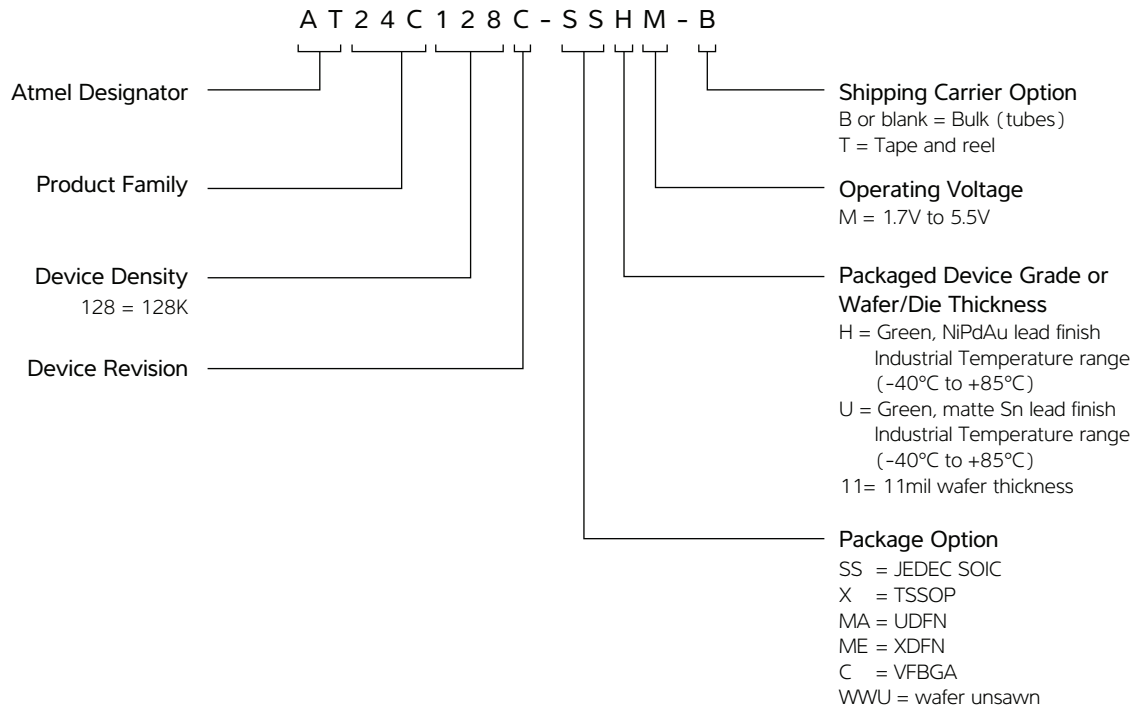 A T 2 4 C 1 2 8 C - S S H M - B
Atmel Designator
Product Family
Device Density
128 = 128K
Device Revision
Shipping Carrier Option
B or blank = Bulk (tubes)
T = Tape and reel
Operating Voltage
M = 1.7V to 5.5V
Packaged Device Grade or
Wafer/Die Thickness
H = Green, NiPdAu lead finish
Industrial Temperature range
(-40°C to +85°C)
U = Green, matte Sn lead finish
Industrial Temperature range
(-40°C to +85°C)
11= 11mil wafer thickness
Package Option
SS = JEDEC SOIC
X = TSSOP
MA = UDFN
ME = XDFN
C = VFBGA
WWU = wafer unsawn